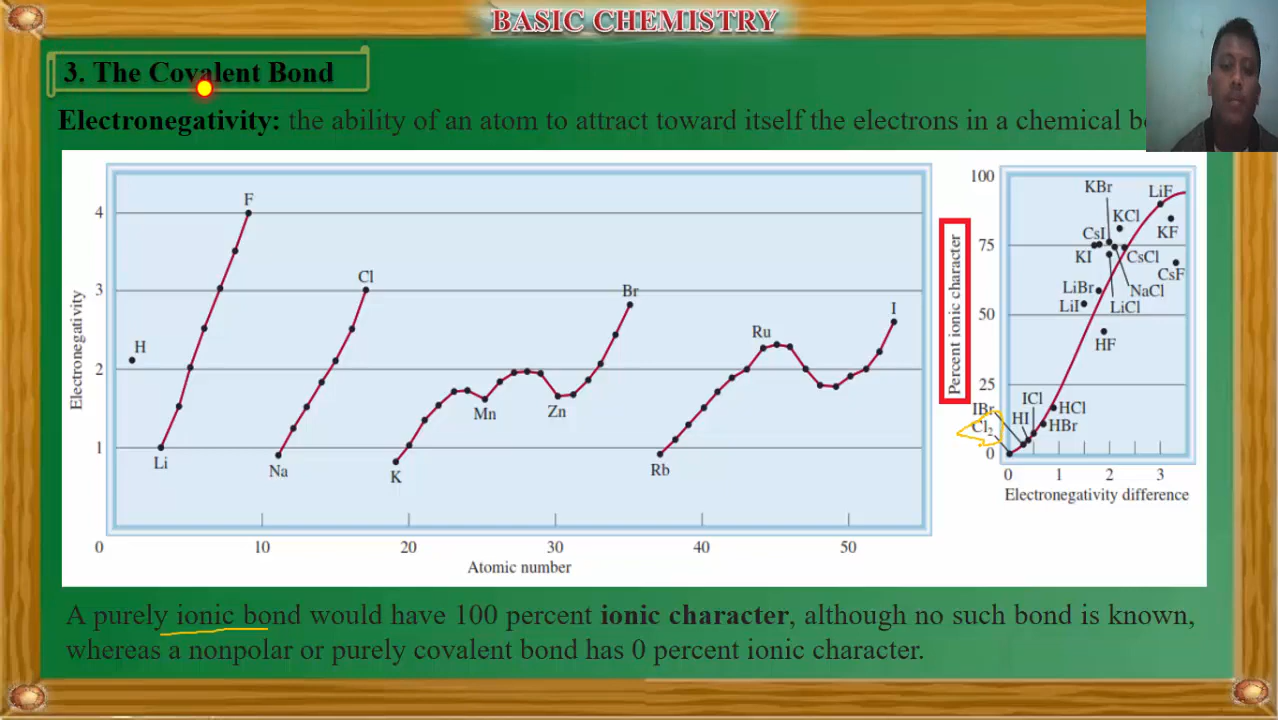 BASIC CHEMISTRY
3. The Covalent Bond
Electronegativity: the ability of an atom to attract toward itself the electrons in a chemical
F
4
Cl
3
Br
I
H
Ru
2
Mn
Zn
1
Li
Na
K
Rb
Electronegativity
0
10
20
30
40
50
Atomic number
100
KBr
LiF
KCl
CsI
KF
75
KI
CsCl
CsF
LiBr
NaCl
LiI
LiCl
50
HF
25
ICl
IBr
HI
HCl
Cl2
HBr
0
Percent ionic character
0 1 2 3
Electronegativity difference
A purely ionic bond would have 100 percent ionic character, although no such bond is known,
whereas a nonpolar or purely covalent bond has 0 percent ionic character.